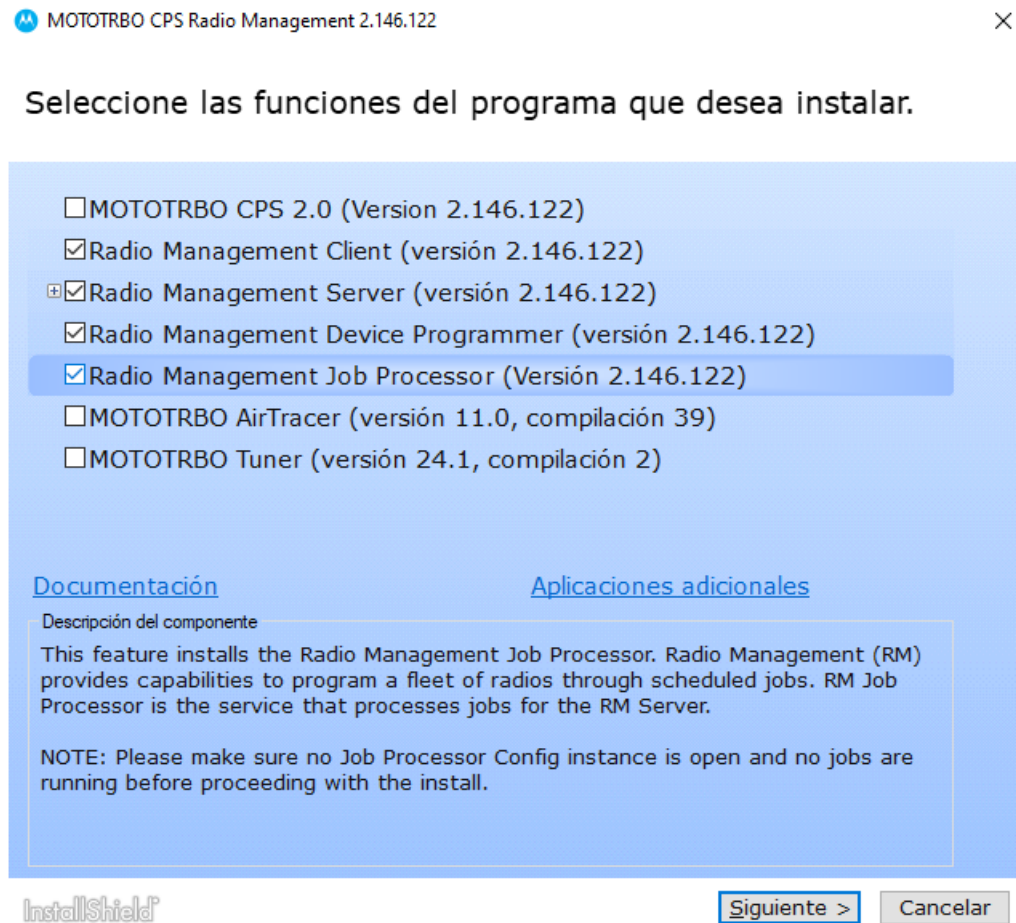 MOTOTRBO CPS Radio Management 2.146.122
Seleccione las funciones del programa que desea instalar.
MOTOTRBO CPS 2.0 (Version 2.146.122)
Radio Management Client (versión 2.146.122)
Radio Management Server (versión 2.146.122)
Radio Management Device Programmer (versión 2.146.122)
Radio Management Job Processor (Versión 2.146.122)
MOTOTRBO AirTracer (versión 11.0, compilación 39)
MOTOTRBO Tuner (versión 24.1, compilación 2)
Documentación
Aplicaciones adicionales
Descripción del componente
This feature installs the Radio Management Job Processor. Radio Management (RM)
provides capabilities to program a fleet of radios through scheduled jobs. RM Job
Processor is the service that processes jobs for the RM Server.
NOTE: Please make sure no Job Processor Config instance is open and no jobs are
running before proceeding with the install.
InstallShield
Siguiente >
Cancelar